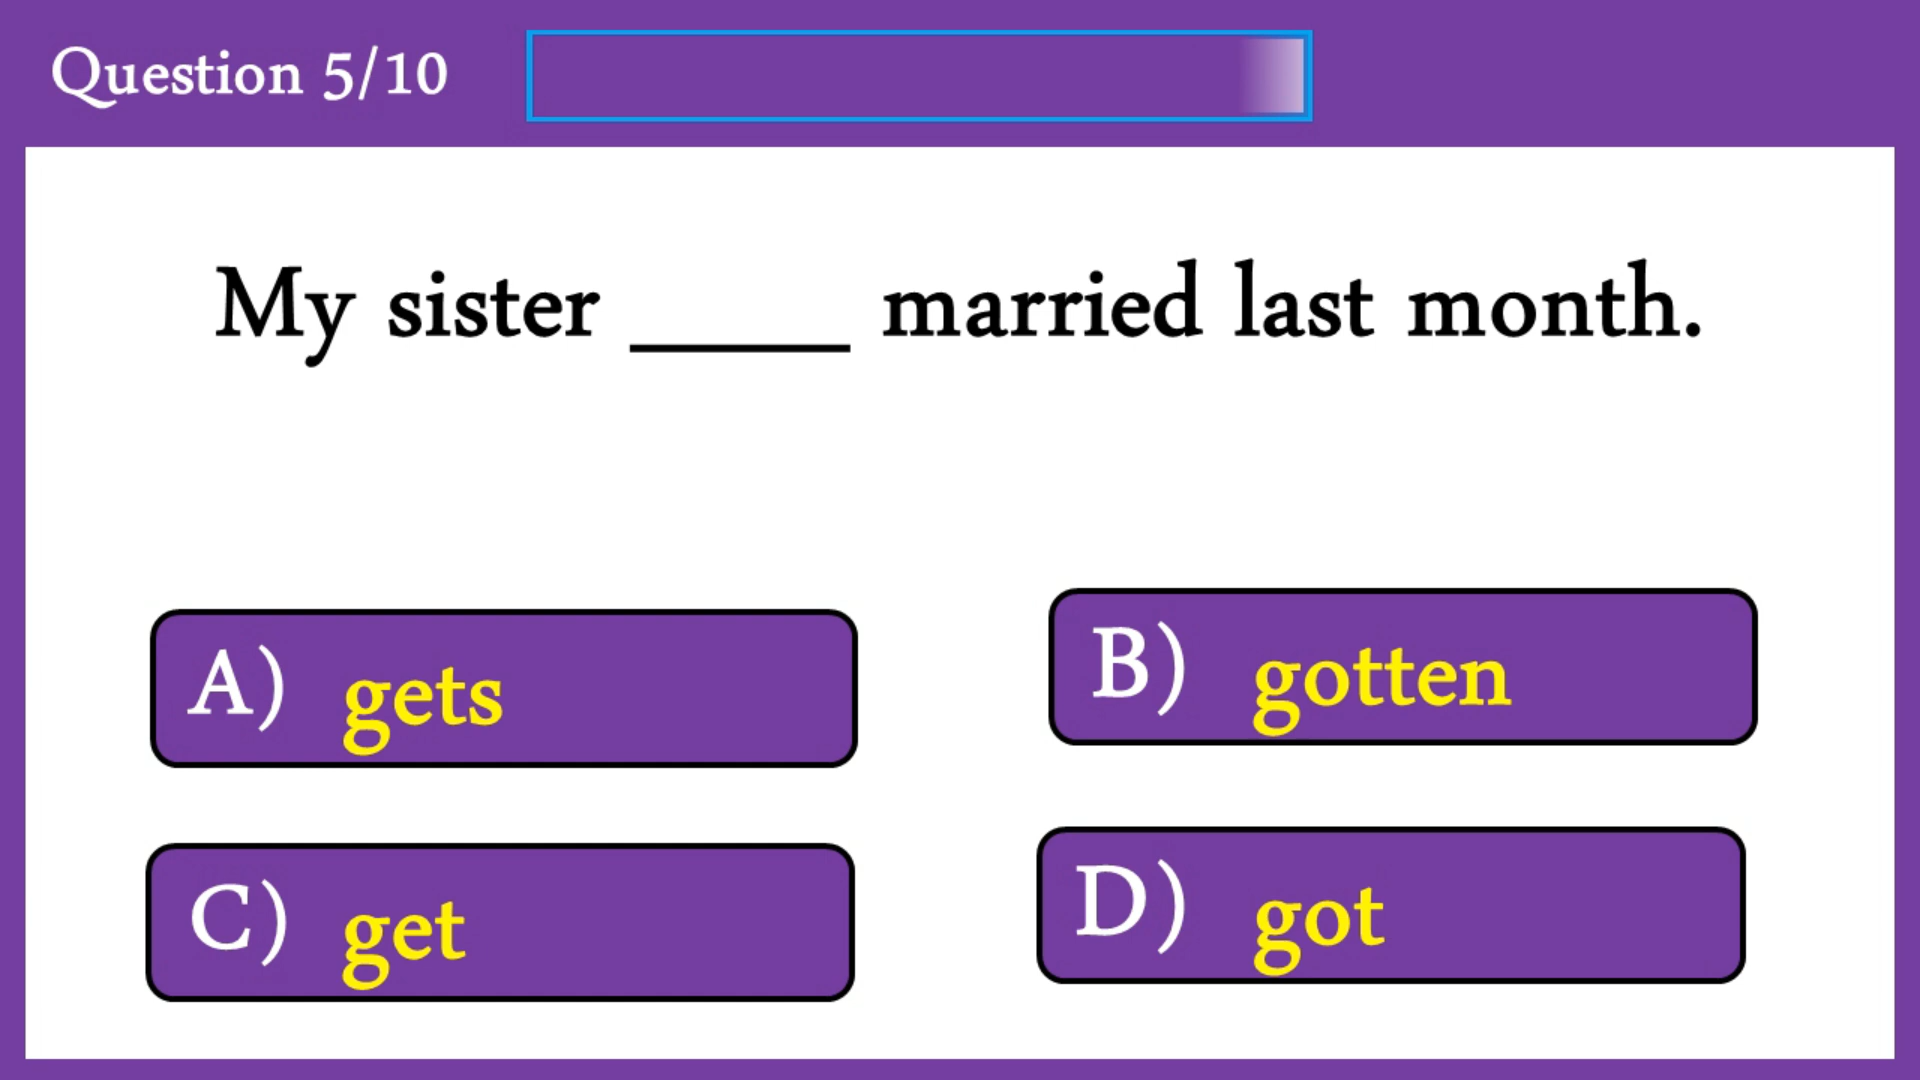 Question 5/10
My sister _____ married last month.
A) gets
B) gotten
C) get
D) got